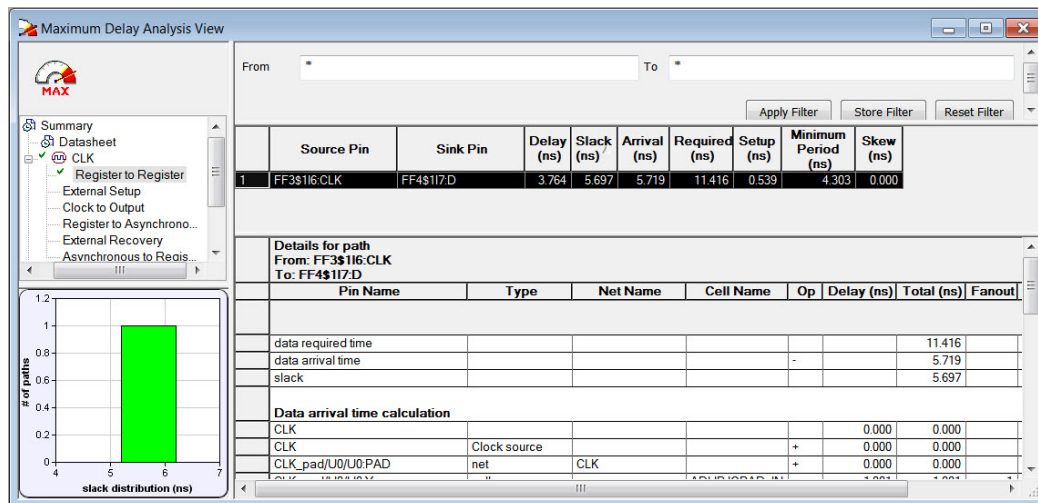 Maximum Delay Analysis View
MAX
From * To *
Apply Filter Store Filter Reset Filter
Summary
Datasheet
CLK
Register to Register
External Setup
Clock to Output
Register to Asynchrono...
External Recovery
Asynchronous to Regis...
Source Pin Sink Pin Delay (ns) Slack (ns) Arrival (ns) Required (ns) Setup (ns) Minimum Period (ns) Skew (ns)
1 FF3$1I6:CLK FF4$1I7:D 3.764 5.697 5.719 11.416 0.539 4.303 0.000
Details for path
From: FF3$1I6:CLK
To: FF4$1I7:D
Pin Name Type Net Name Cell Name Op Delay (ns) Total (ns) Fanout
data required time 11.416
data arrival time - 5.719
slack 5.697
Data arrival time calculation
CLK 0.000 0.000
CLK Clock source + 0.000 0.000
CLK_pad/U0/U0:PAD net CLK + 0.000 0.000
# of paths
1.2
1
0.8
0.6
0.4
0.2
0
4 5 6 7
slack distribution (ns)